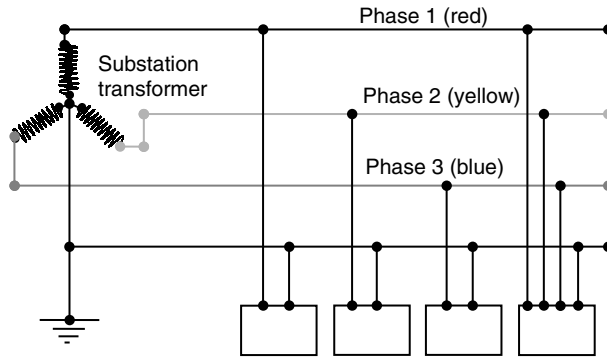 Phase 1 (red)
Substation
transformer
Phase 2 (yellow)
Phase 3 (blue)